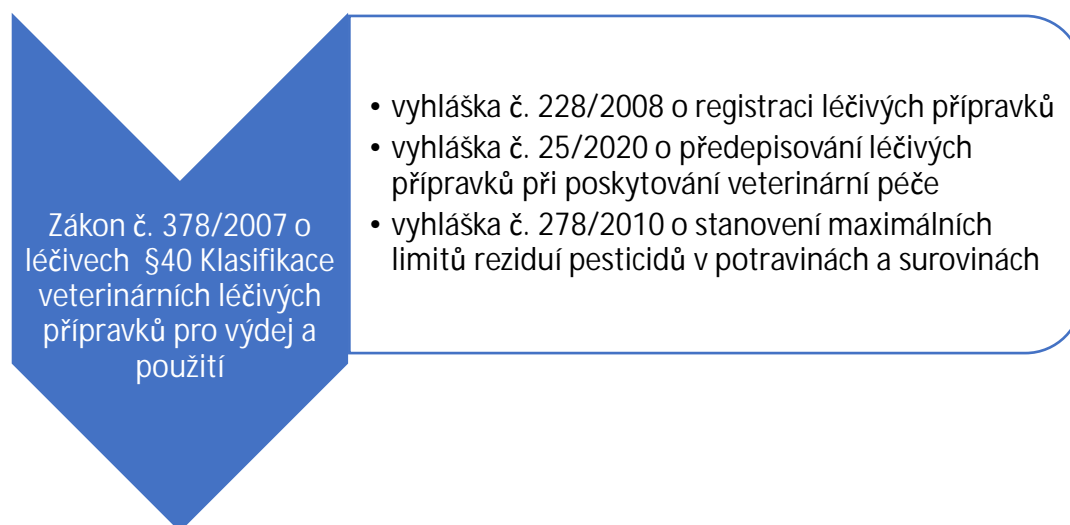 Zákon č. 378/2007 o
léčivech §40 Klasifikace
veterinárních léčivých
přípravků pro výdej a
použití
• vyhláška č. 228/2008 o registraci léčivých přípravků
• vyhláška č. 25/2020 o předepisování léčivých
přípravků při poskytování veterinární péče
• vyhláška č. 278/2010 o stanovení maximálních
limitů reziduí pesticidů v potravinách a surovinách